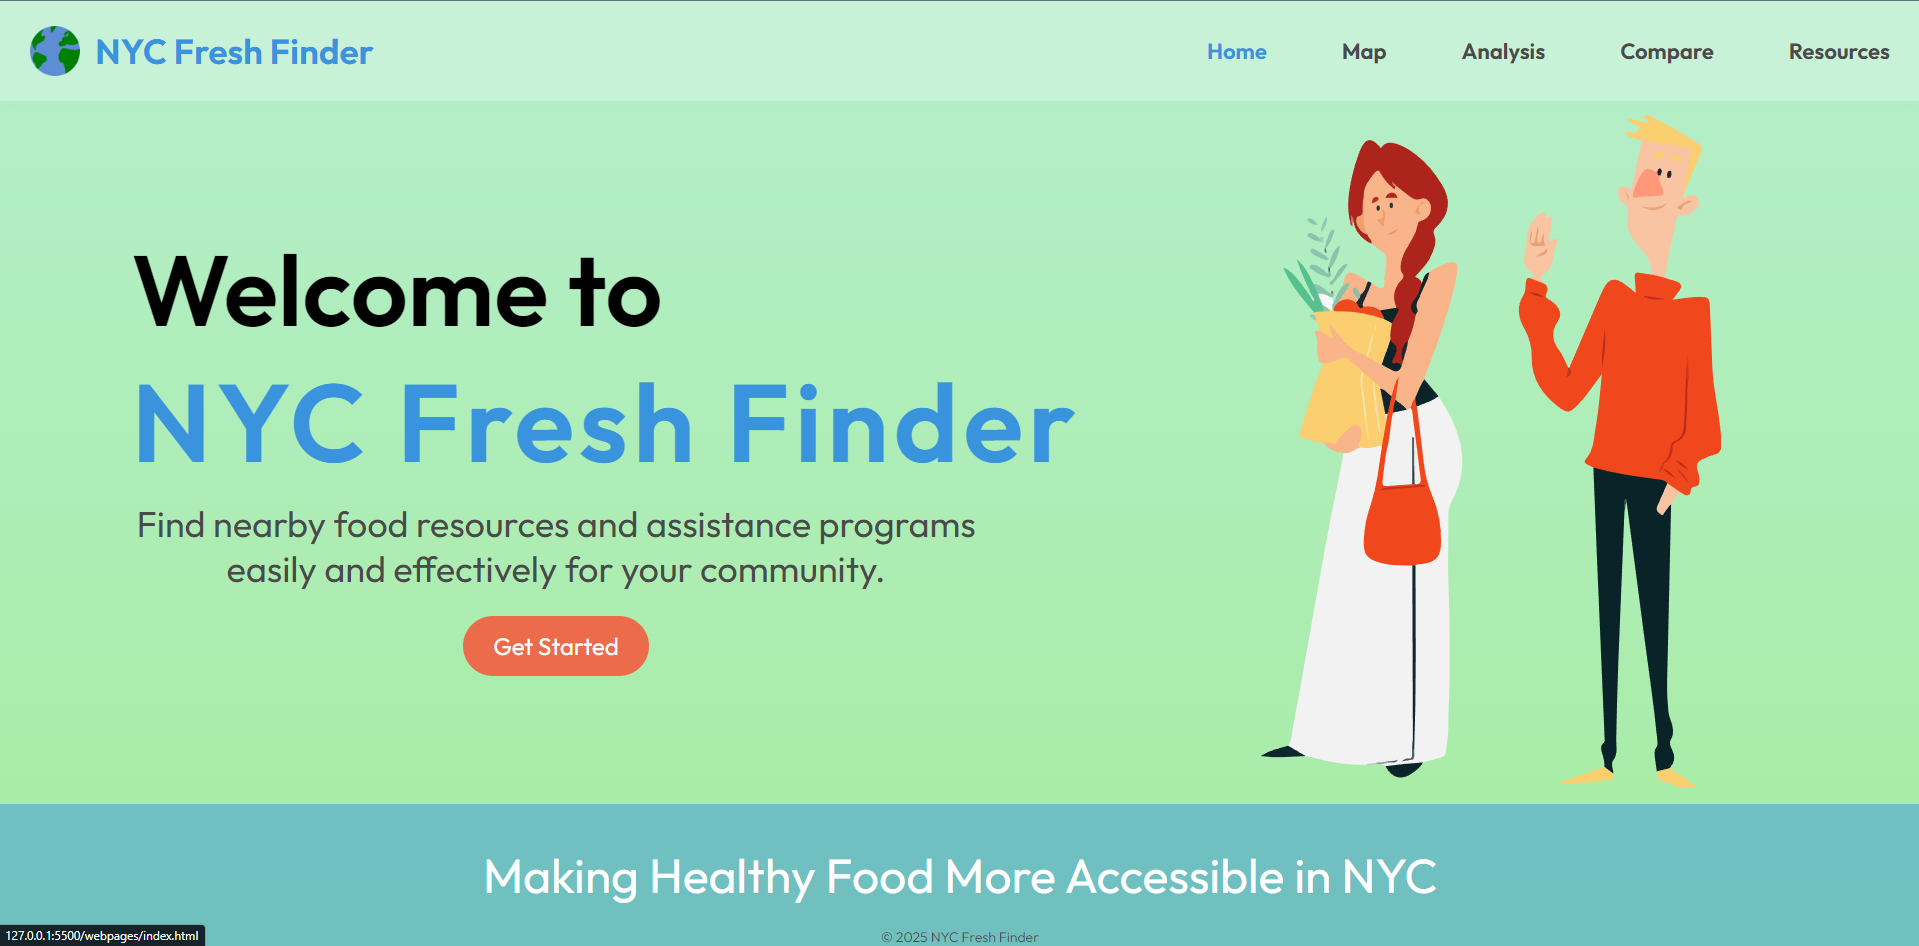 NYC Fresh Finder
Home
Map
Analysis
Compare
Resources
Welcome to
NYC Fresh Finder
Find nearby food resources and assistance programs
easily and effectively for your community.
Get Started
Making Healthy Food More Accessible in NYC
© 2025 NYC Fresh Finder
127.0.0.1:5500/webpages/index.html